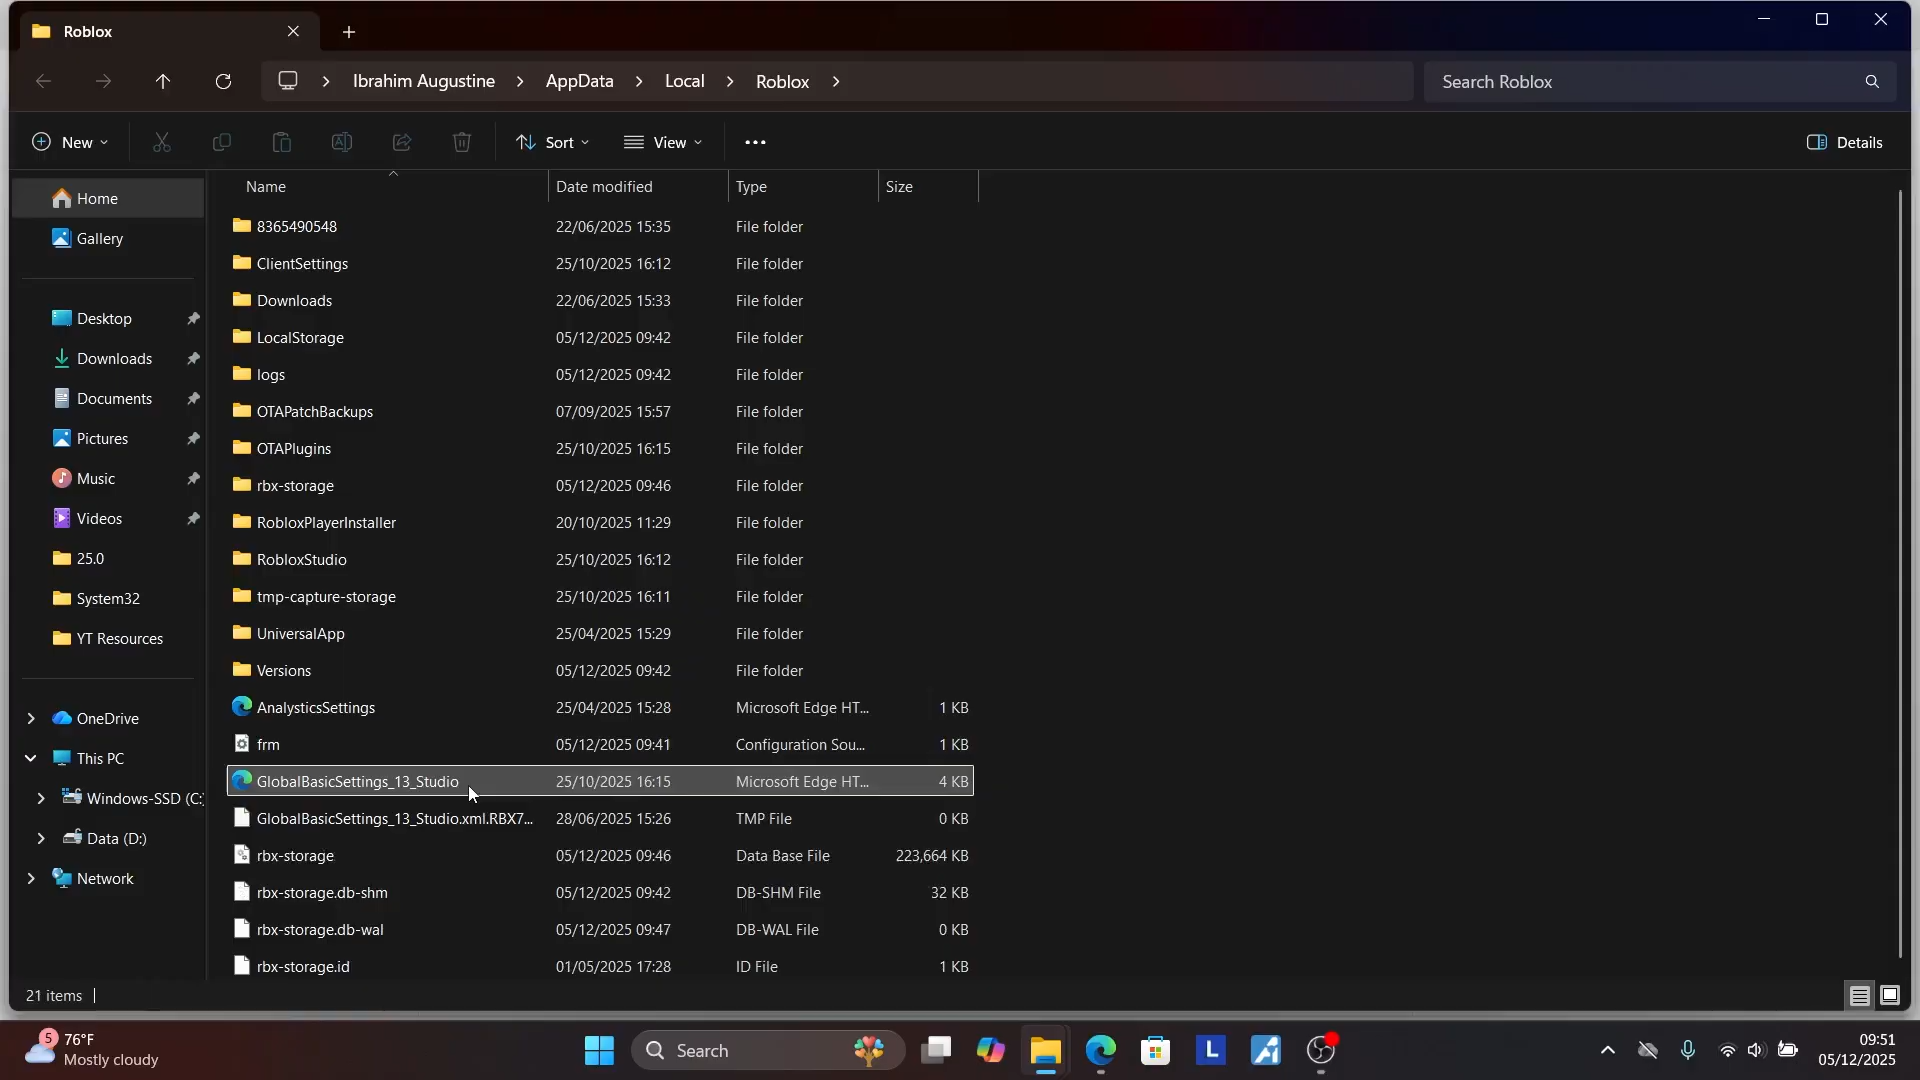 Roblox
Ibrahim Augustine > AppData > Local > Roblox >
Search Roblox
New
Sort
View
Details
Name Date modified Type Size
Home
Gallery
Desktop
Downloads
Documents
Pictures
Music
Videos
25.0
System32
YT Resources
OneDrive
This PC
Windows-SSD (C:)
Data (D:)
Network
8365490548 22/06/2025 15:35 File folder
ClientSettings 25/10/2025 16:12 File folder
Downloads 22/06/2025 15:33 File folder
LocalStorage 05/12/2025 09:42 File folder
logs 05/12/2025 09:42 File folder
OTAPatchBackups 07/09/2025 15:57 File folder
OTAPlugins 25/10/2025 16:15 File folder
rbx-storage 05/12/2025 09:46 File folder
RobloxPlayerInstaller 20/10/2025 11:29 File folder
RobloxStudio 25/10/2025 16:12 File folder
tmp-capture-storage 25/10/2025 16:11 File folder
UniversalApp 25/04/2025 15:29 File folder
Versions 05/12/2025 09:42 File folder
AnalysticsSettings 25/04/2025 15:28 Microsoft Edge HT... 1 KB
frm 05/12/2025 09:41 Configuration Sou... 1 KB
GlobalBasicSettings_13_Studio 25/10/2025 16:15 Microsoft Edge HT... 4 KB
GlobalBasicSettings_13_Studio.xml.RBX7... 28/06/2025 15:26 TMP File 0 KB
rbx-storage 05/12/2025 09:46 Data Base File 223,664 KB
rbx-storage.db-shm 05/12/2025 09:42 DB-SHM File 32 KB
rbx-storage.db-wal 05/12/2025 09:47 DB-WAL File 0 KB
rbx-storage.id 01/05/2025 17:28 ID File 1 KB
21 items
5
76°F
Mostly cloudy
Search
L
09:51
05/12/2025